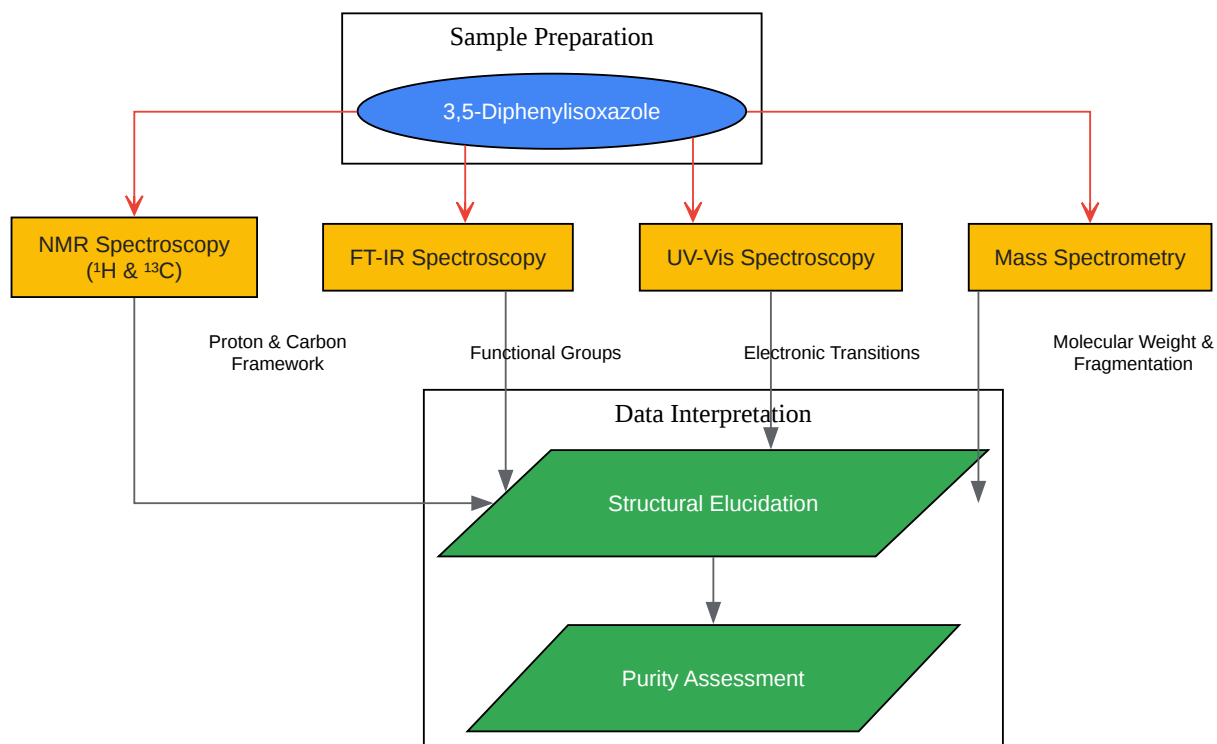 Sample Preparation
3,5-Diphenylisoxazole
NMR Spectroscopy
(¹H & ¹³C)
FT-IR Spectroscopy
UV-Vis Spectroscopy
Mass Spectrometry
Proton & Carbon
Framework
Functional Groups
Electronic Transitions
Molecular Weight &
Fragmentation
Data Interpretation
Structural Elucidation
Purity Assessment